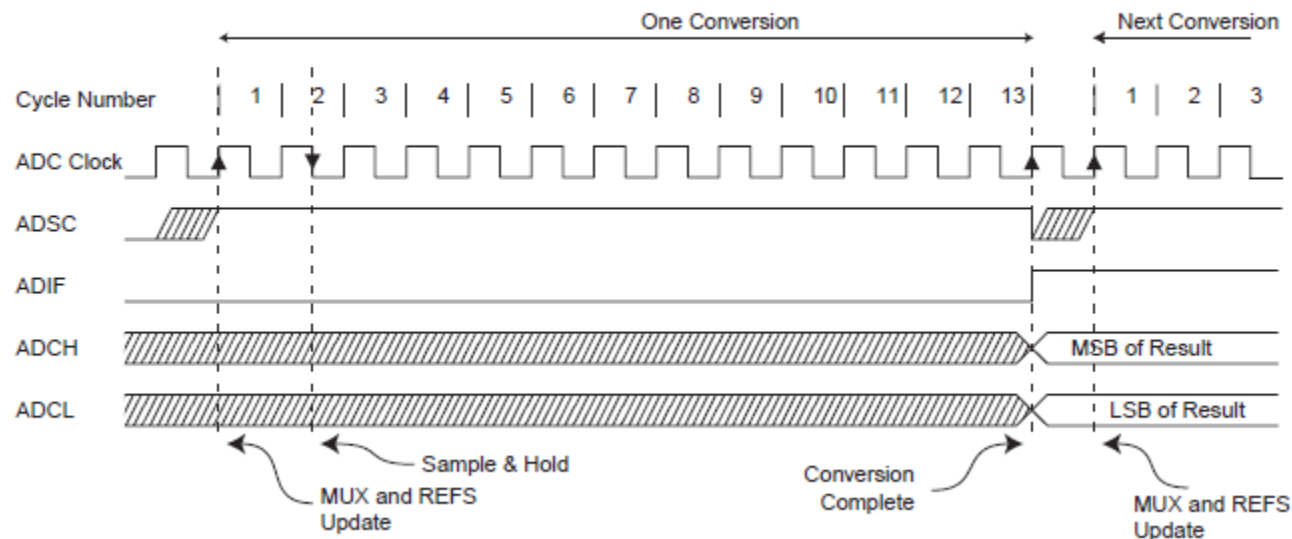 One Conversion Next Conversion
Cycle Number 1 2 3 4 5 6 7 8 9 10 11 12 13 1 2 3
ADC Clock
ADSC
ADIF
ADCH MSB of Result
ADCL LSB of Result
Sample & Hold
MUX and REFS
Update
Conversion
Complete
MUX and REFS
Update